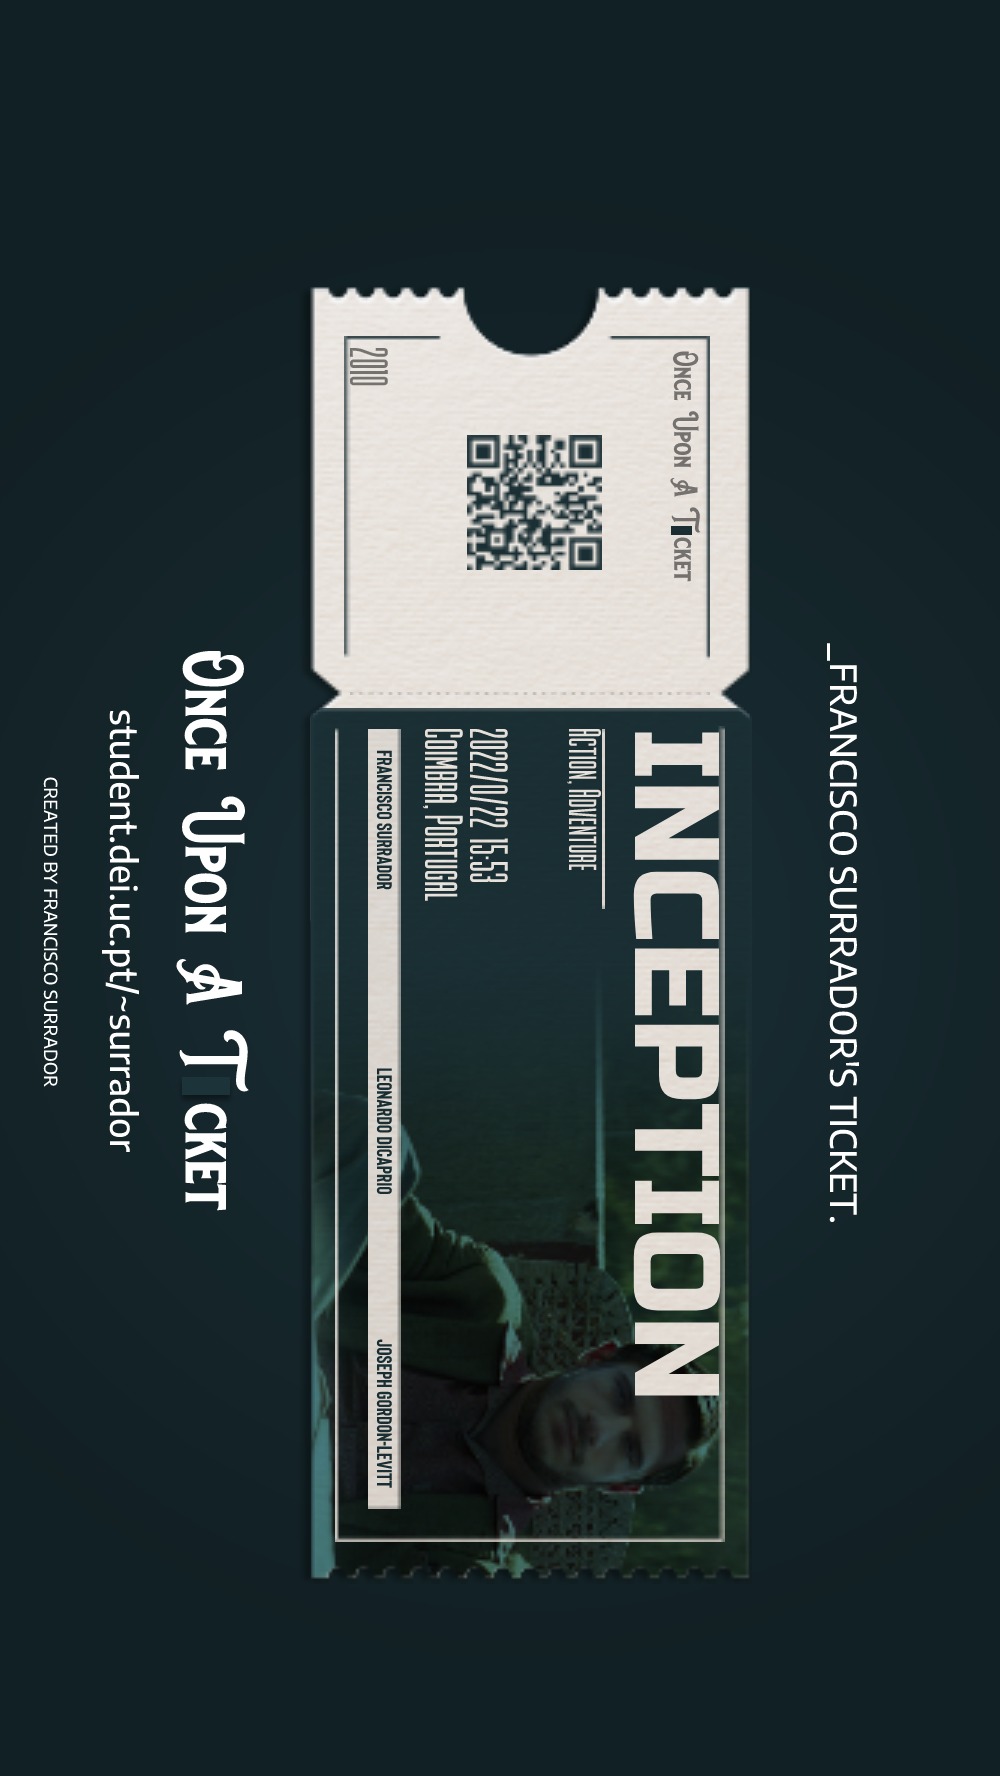 _FRANCISCO SURRADOR'S TICKET.
Once Upon A Ticket
2010
INCEPTION
ACTION, ADVENTURE
2022/0/22 15:53
COIMBRA, PORTUGAL
FRANCISCO SURRADOR LEONARDO DICAPRIO JOSEPH GORDON-LEVITT
Once Upon A Ticket
student.dei.uc.pt/~surrador
CREATED BY FRANCISCO SURRADOR